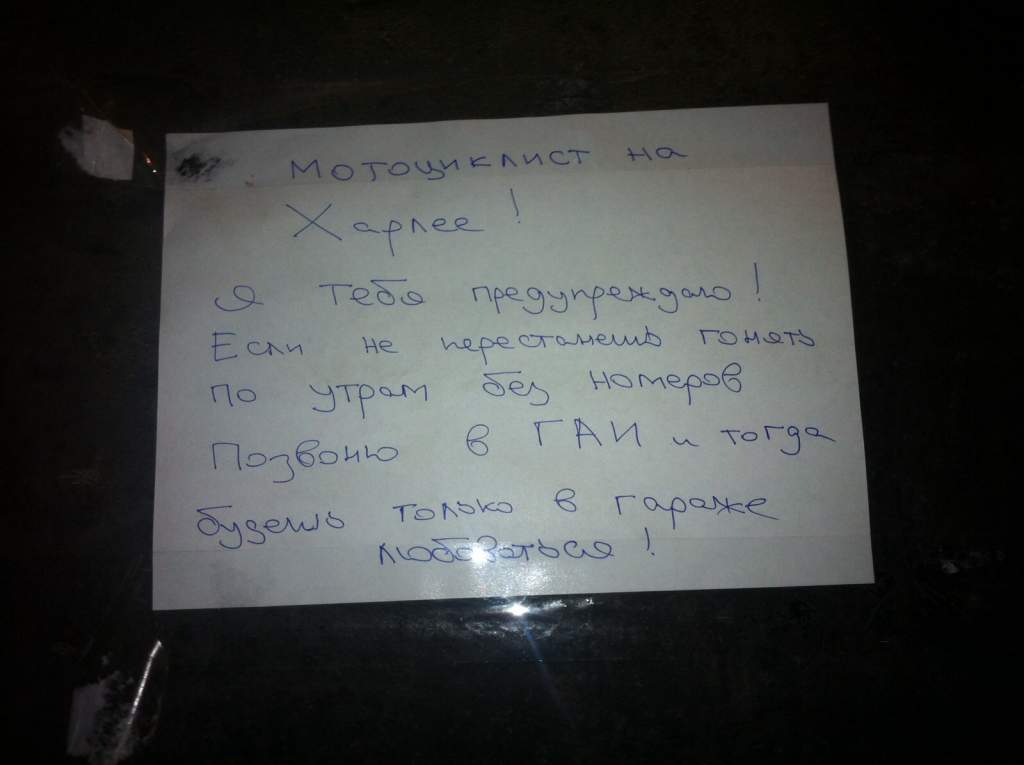 Мотоциклист на
Харлее!
Я тебя предупреждаю!
Если не перестанешь гонять
по утрам без номеров
Позвоню в ГАИ и тогда
будешь только в гараже
любоваться!